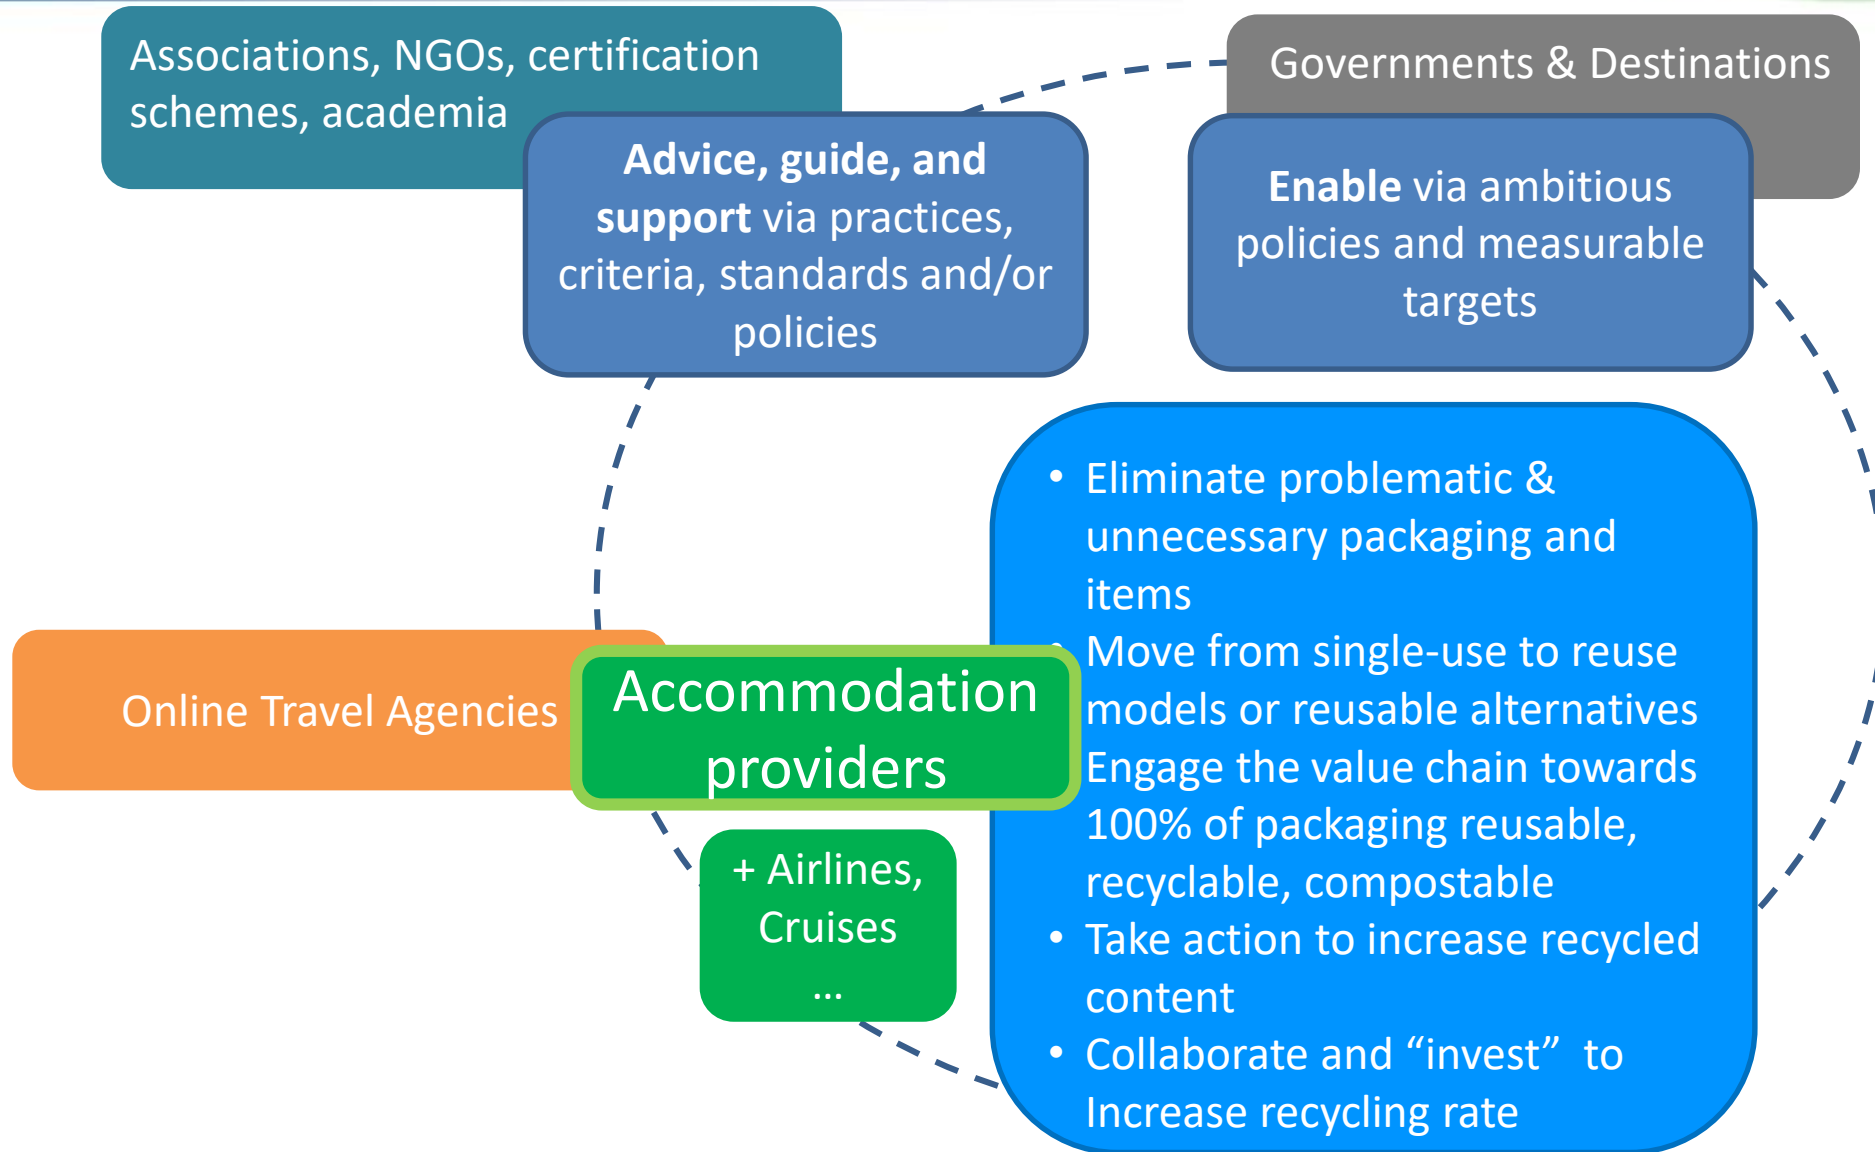 Associations, NGOs, certification
schemes, academia
Governments & Destinations
Advice, guide, and
support via practices,
criteria, standards and/or
policies
Enable via ambitious
policies and measurable
targets
• Eliminate problematic &
unnecessary packaging and
items
• Move from single-use to reuse
models or reusable alternatives
Engage the value chain towards
100% of packaging reusable,
recyclable, compostable
• Take action to increase recycled
content
• Collaborate and “invest”  to
Increase recycling rate
Online Travel Agencies
Accommodation
providers
+ Airlines,
Cruises
...